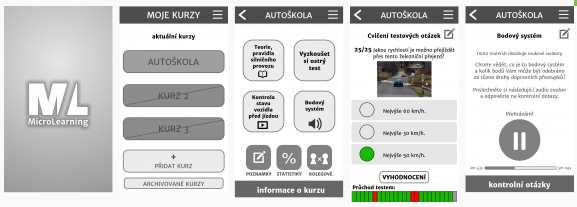 M/L
MicroLearning
MOJE KURZY
aktuální kurzy
AUTOŠKOLA
KURZ 2
KURZ 3
+
PŘIDAT KURZ
ARCHIVOVANÉ KURZY
AUTOŠKOLA
Teorie,
pravidla
silničního
provozu
Vyzkoušet
si ostrý
test
Kontrola
stavu
vozidla
před jízdou
Bodový
systém
%
POZNÁMKY
STATISTIKY
KOLEGOVÉ
informace o kurzu
AUTOŠKOLA
Cvičení testových otázek
25/25 Jakou rychlostí je možno přejíždět
přes tento železniční přejezd?
Nejvýše 60 km/h.
Nejvýše 30 km/h.
Nejvýše 50 km/h.
VYHODNOCENÍ
Průchod testem:
AUTOŠKOLA
Bodový systém
Tento materiál obsahuje zvukové soubory.
Chcete vědět, co je to bodový systém
a kolik bodů Vám může být odebráno
za různé druhy dopravních přestupků?
Poslechněte si následující audio soubor
a odpovězte na kontrolní dotazy.
Přehrávám!
kontrolní otázky